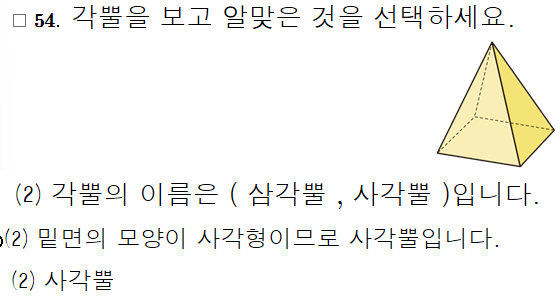 □ 54. 각뿔을 보고 알맞은 것을 선택하세요.
(2) 각뿔의 이름은 ( 삼각뿔 , 사각뿔 )입니다.
(2) 밑면의 모양이 사각형이므로 사각뿔입니다.
(2) 사각뿔